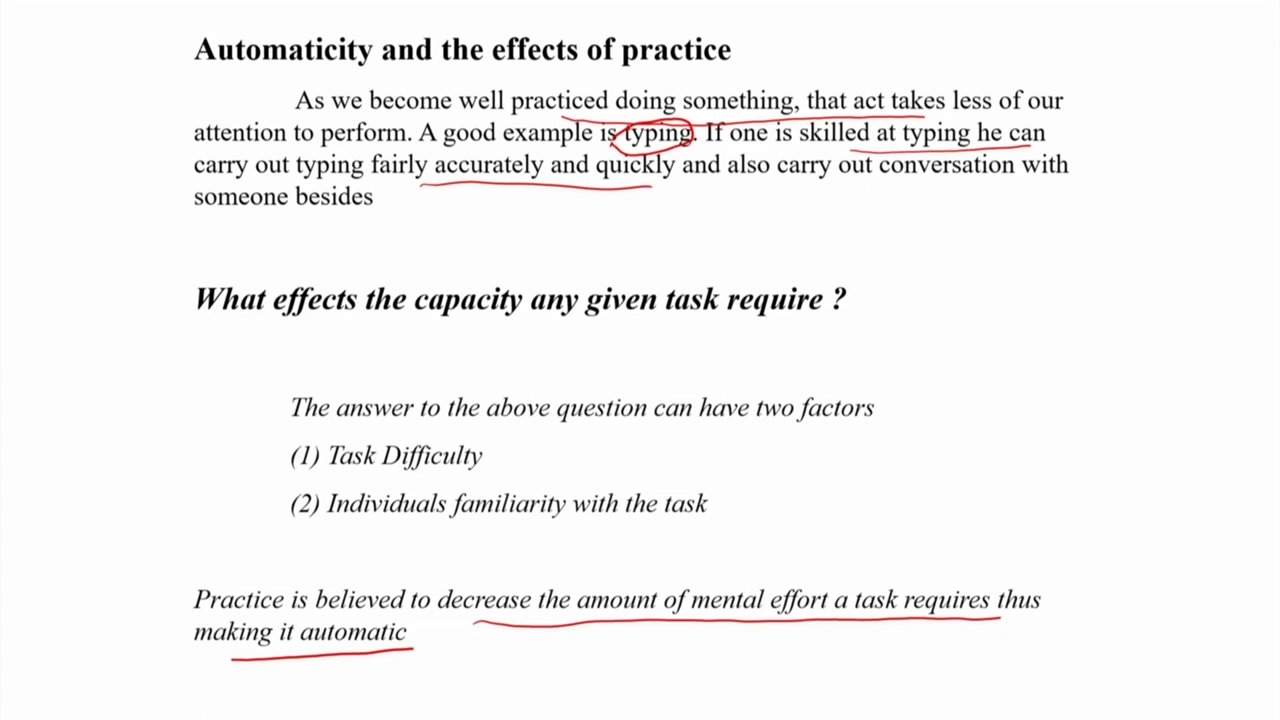 Automaticity and the effects of practice
As we become well practiced doing something, that act takes less of our
attention to perform. A good example is typing. If one is skilled at typing he can
carry out typing fairly accurately and quickly and also carry out conversation with
someone besides
What effects the capacity any given task require ?
The answer to the above question can have two factors
(1) Task Difficulty
(2) Individuals familiarity with the task
Practice is believed to decrease the amount of mental effort a task requires thus
making it automatic